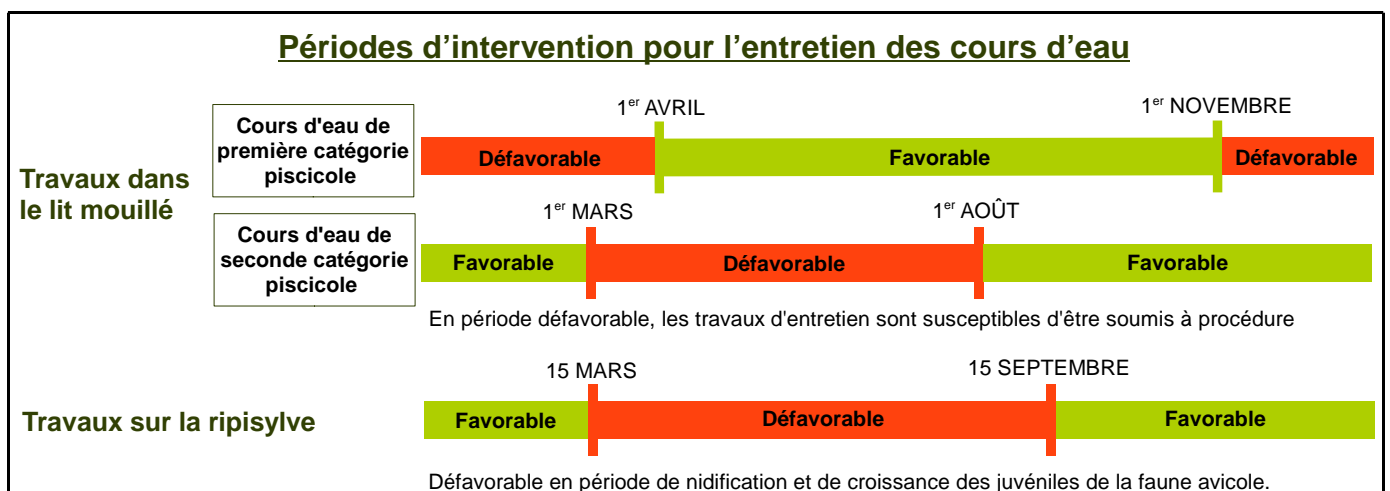 Périodes d'intervention pour l'entretien des cours d'eau
1er AVRIL
1er NOVEMBRE
Travaux dans
le lit mouillé
Cours d'eau de
première catégorie
piscicole
Défavorable
Favorable
Défavorable
1er MARS
1er AOÛT
Cours d'eau de
seconde catégorie
piscicole
Favorable
Défavorable
Favorable
En période défavorable, les travaux d'entretien sont susceptibles d'être soumis à procédure
15 MARS
15 SEPTEMBRE
Travaux sur la ripisylve
Favorable
Défavorable
Favorable
Défavorable en période de nidification et de croissance des juvéniles de la faune avicole.